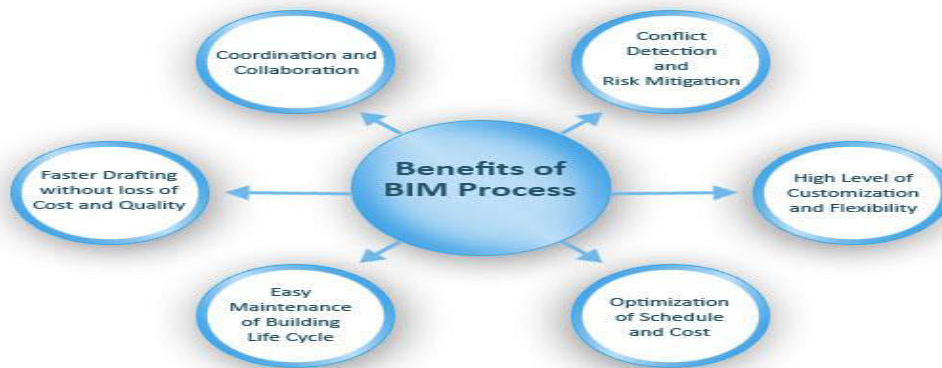 Coordination and
Collaboration
Conflict
Detection
and
Risk Mitigation
Faster Drafting
without loss of
Cost and Quality
Benefits of
BIM Process
High Level of
Customization
and Flexibility
Easy
Maintenance
of Building
Life Cycle
Optimization
of Schedule
and Cost